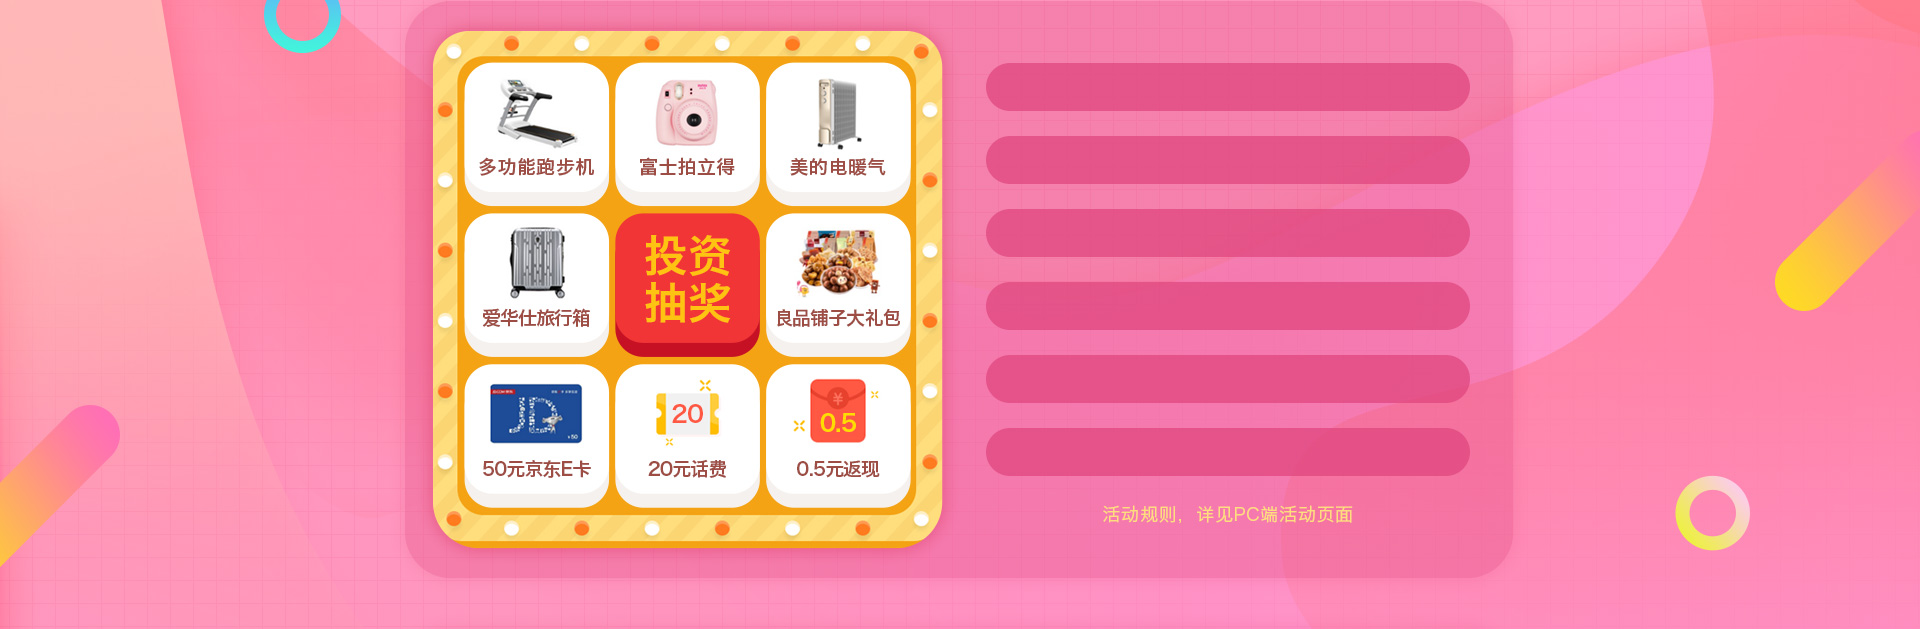 多功能跑步机
富士拍立得
美的电暖气
爱华仕旅行箱
投资
抽奖
良品铺子大礼包
JD
¥50
50元京东E卡
20
20元话费
¥
0.5
0.5元返现
活动规则，详见PC端活动页面